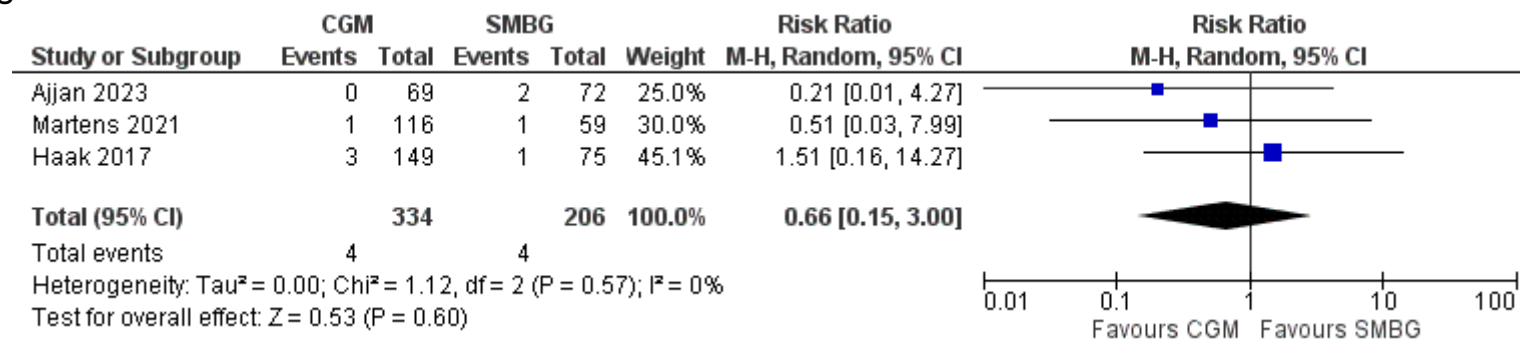 CGM SMBG Risk Ratio Risk Ratio
Study or Subgroup Events Total Events Total Weight M-H, Random, 95% CI M-H, Random, 95% CI
Ajjan 2023 0 69 2 72 25.0% 0.21 [0.01, 4.27]
Martens 2021 1 116 1 59 30.0% 0.51 [0.03, 7.99]
Haak 2017 3 149 1 75 45.1% 1.51 [0.16, 14.27]
Total (95% CI) 334 206 100.0% 0.66 [0.15, 3.00]
Total events 4 4
Heterogeneity: Tau² = 0.00; Chi² = 1.12, df = 2 (P = 0.57); I² = 0%
Test for overall effect: Z = 0.53 (P = 0.60)
0.01 0.1 1 10 100
Favours CGM Favours SMBG